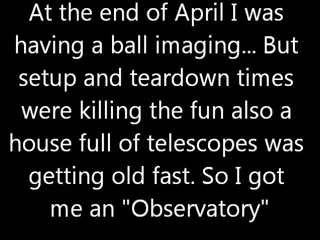 At the end of April I was
having a ball imaging... But
setup and teardown times
were killing the fun also a
house full of telescopes was
getting old fast. So I got
me an "Observatory"